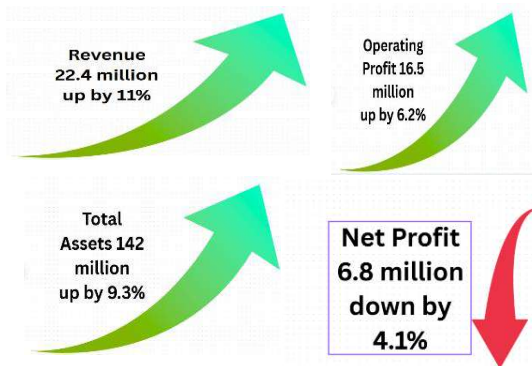 Revenue
22.4 million
up by 11%
Operating
Profit 16.5
million
up by 6.2%
Total
Assets 142
million
up by 9.3%
Net Profit
6.8 million
down by
4.1%